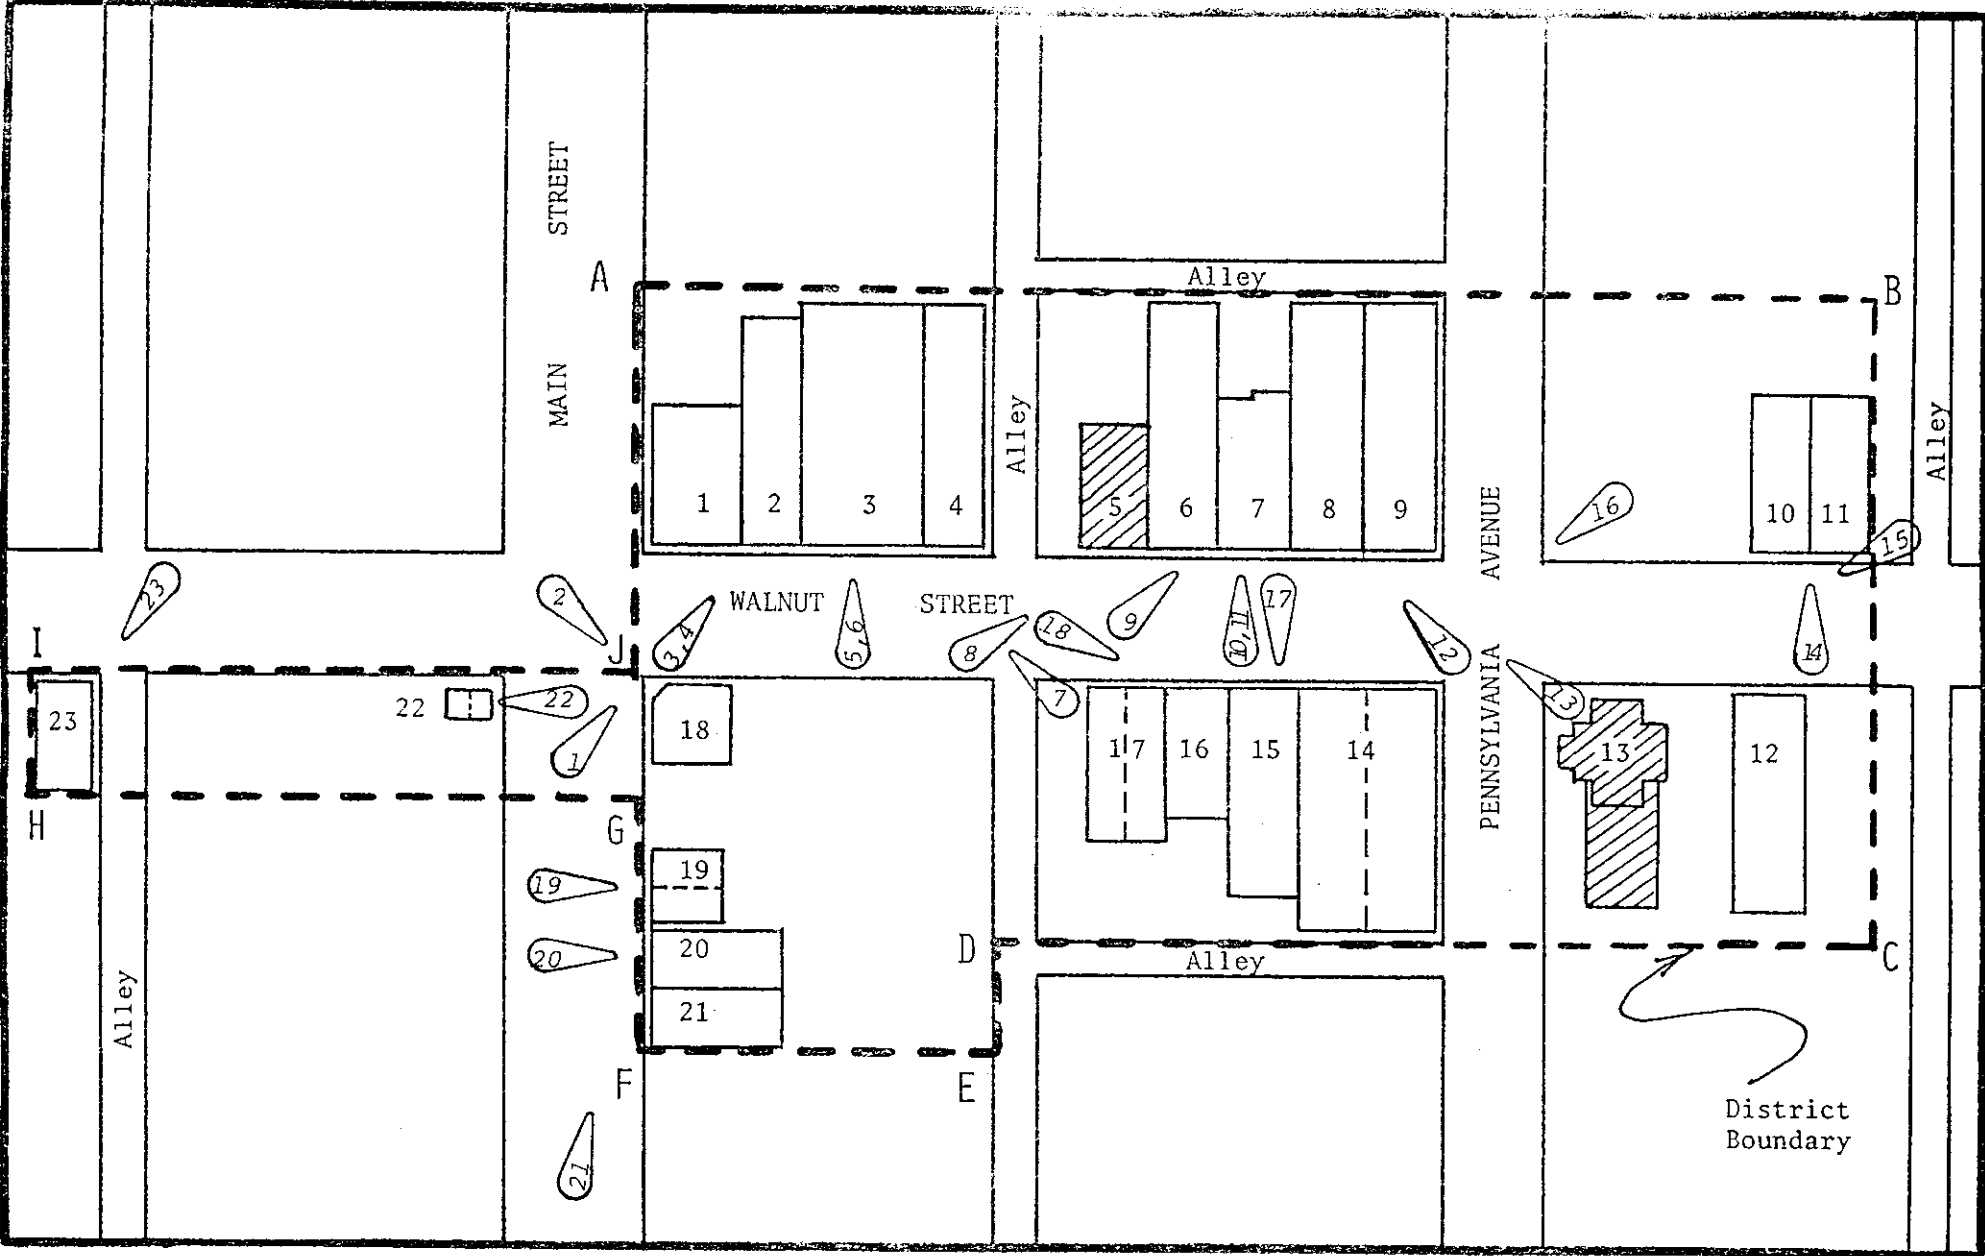 MAIN STREET
A
Alley
B
Alley
Alley
AVENUE
PENNSYLVANIA
1
2
3
4
5
6
7
8
9
10
11
16
15
23
2
WALNUT STREET
3,4
5,6
8
18
9
10,11
17
12
14
I
J
7
13
22
22
23
1
18
17
16
15
14
13
12
H
G
19
19
20
20
21
D
Alley
C
Alley
F
E
21
District
Boundary